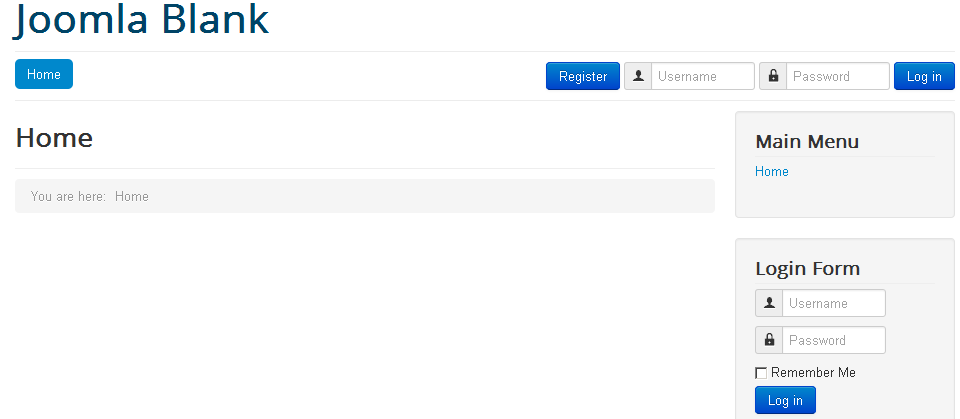 Joomla Blank
Home Register Username Password Log in
Home
You are here: Home
Main Menu
Home
Login Form
Username
Password
Remember Me
Log in